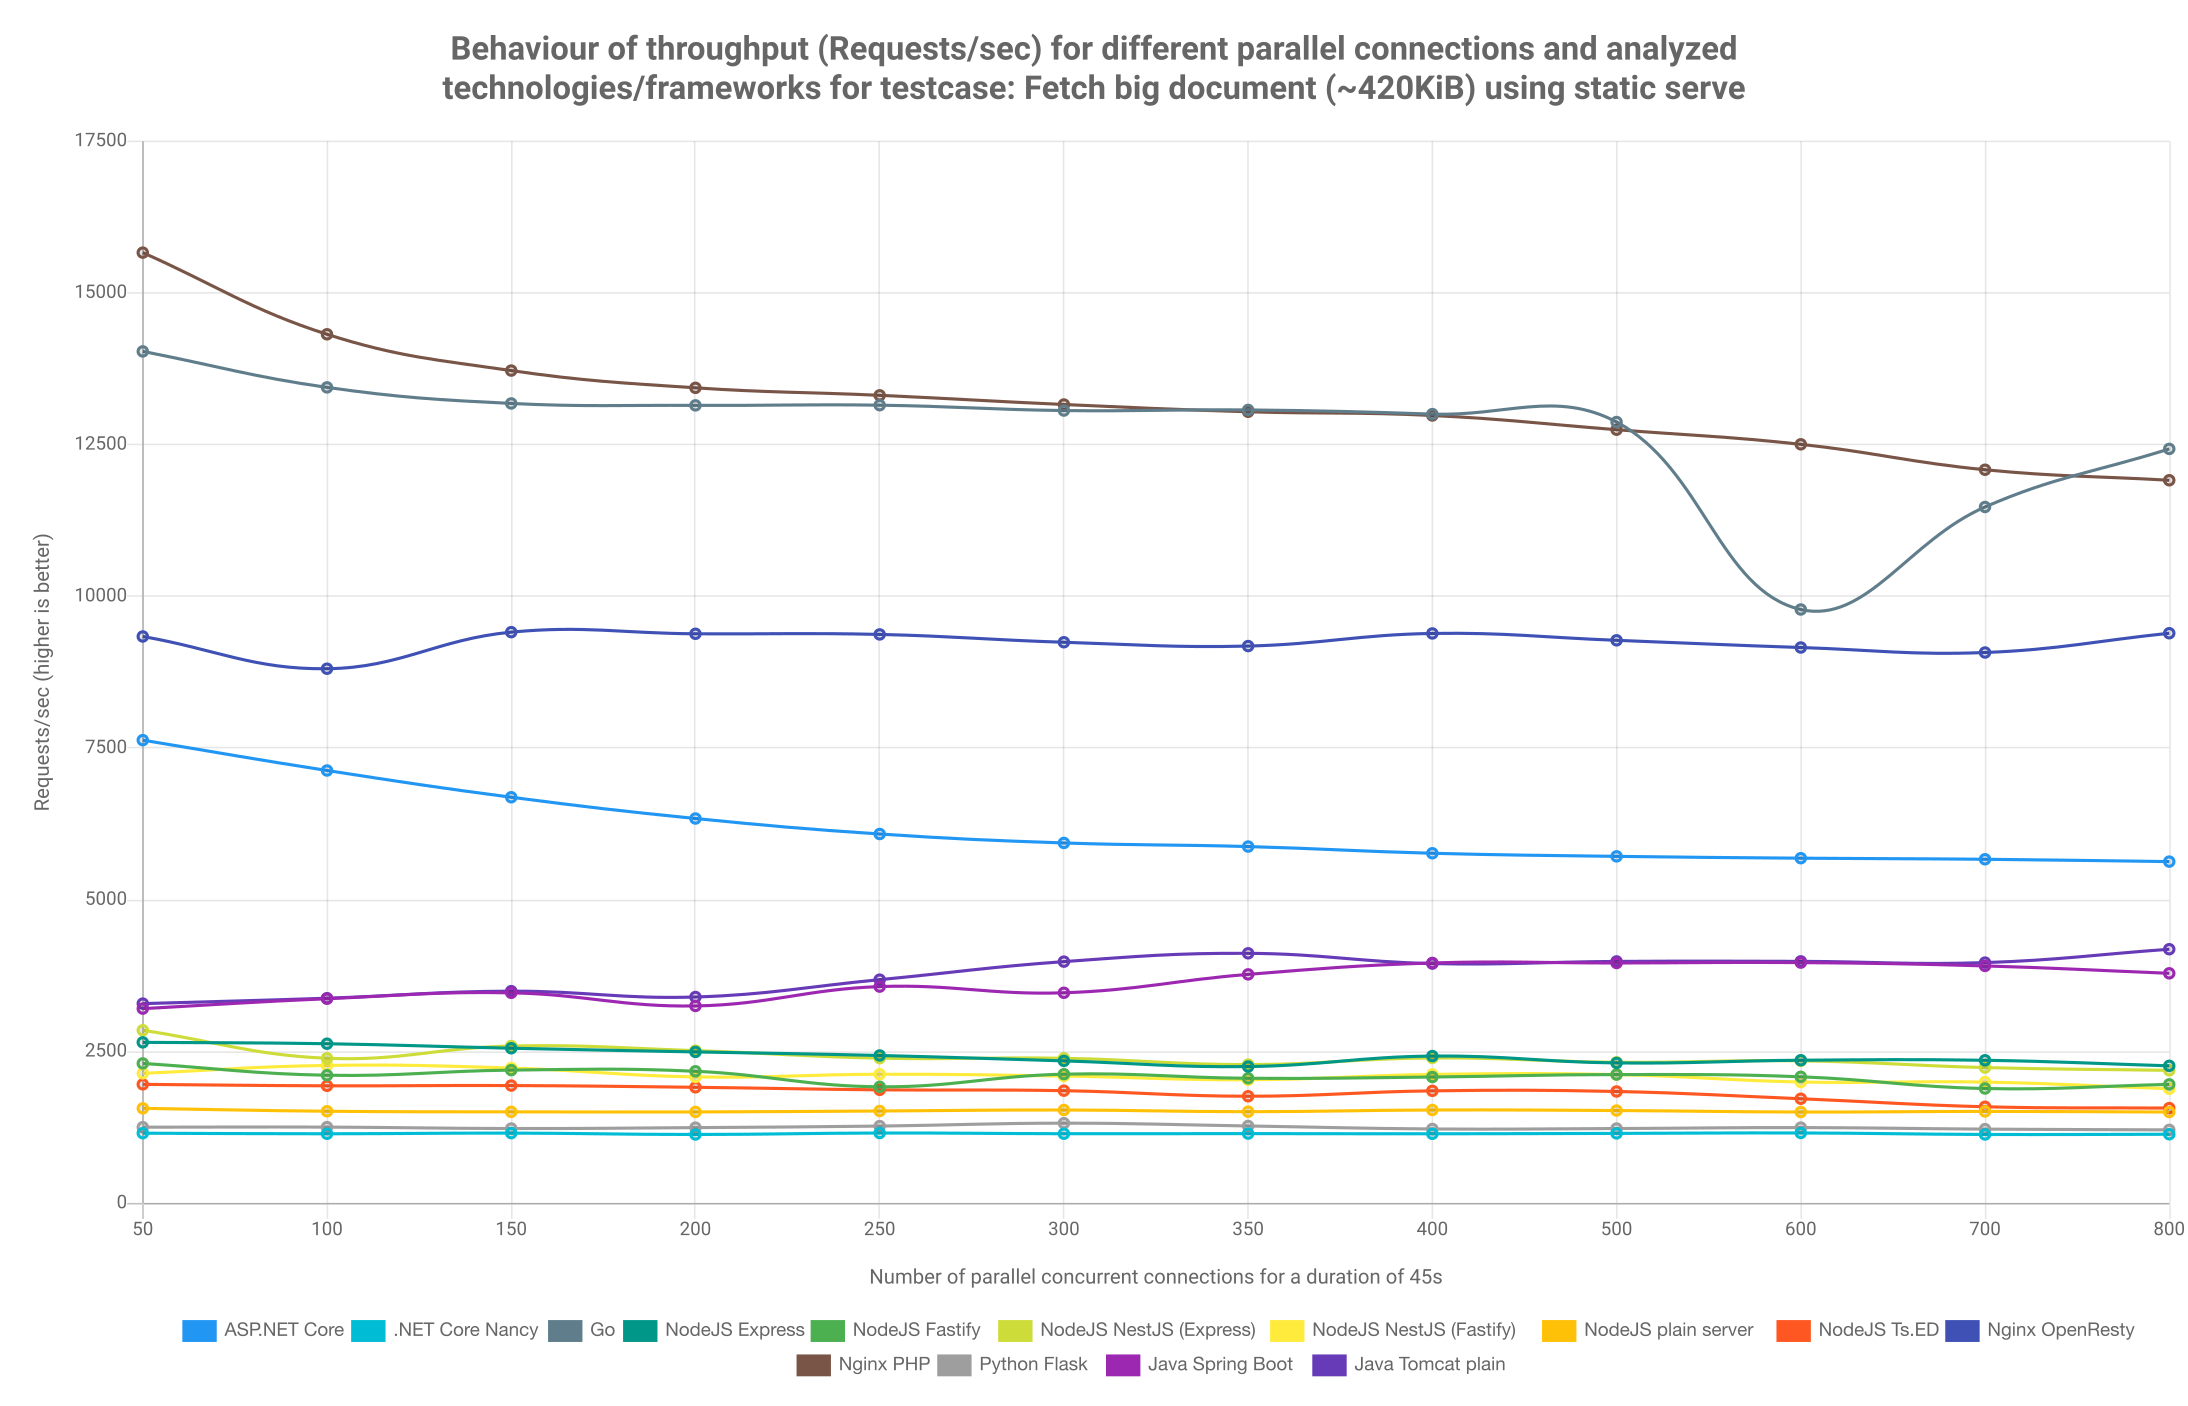 Behaviour of throughput (Requests/sec) for different parallel connections and analyzed
technologies/frameworks for testcase: Fetch big document (~420KiB) using static serve
17500
15000
12500
10000
7500
5000
2500
0
Requests/sec (higher is better)
50 100 150 200 250 300 350 400 500 600 700 800
Number of parallel concurrent connections for a duration of 45s
ASP.NET Core .NET Core Nancy Go NodeJS Express NodeJS Fastify NodeJS NestJS (Express) NodeJS NestJS (Fastify) NodeJS plain server NodeJS Ts.ED Nginx OpenResty
Nginx PHP Python Flask Java Spring Boot Java Tomcat plain